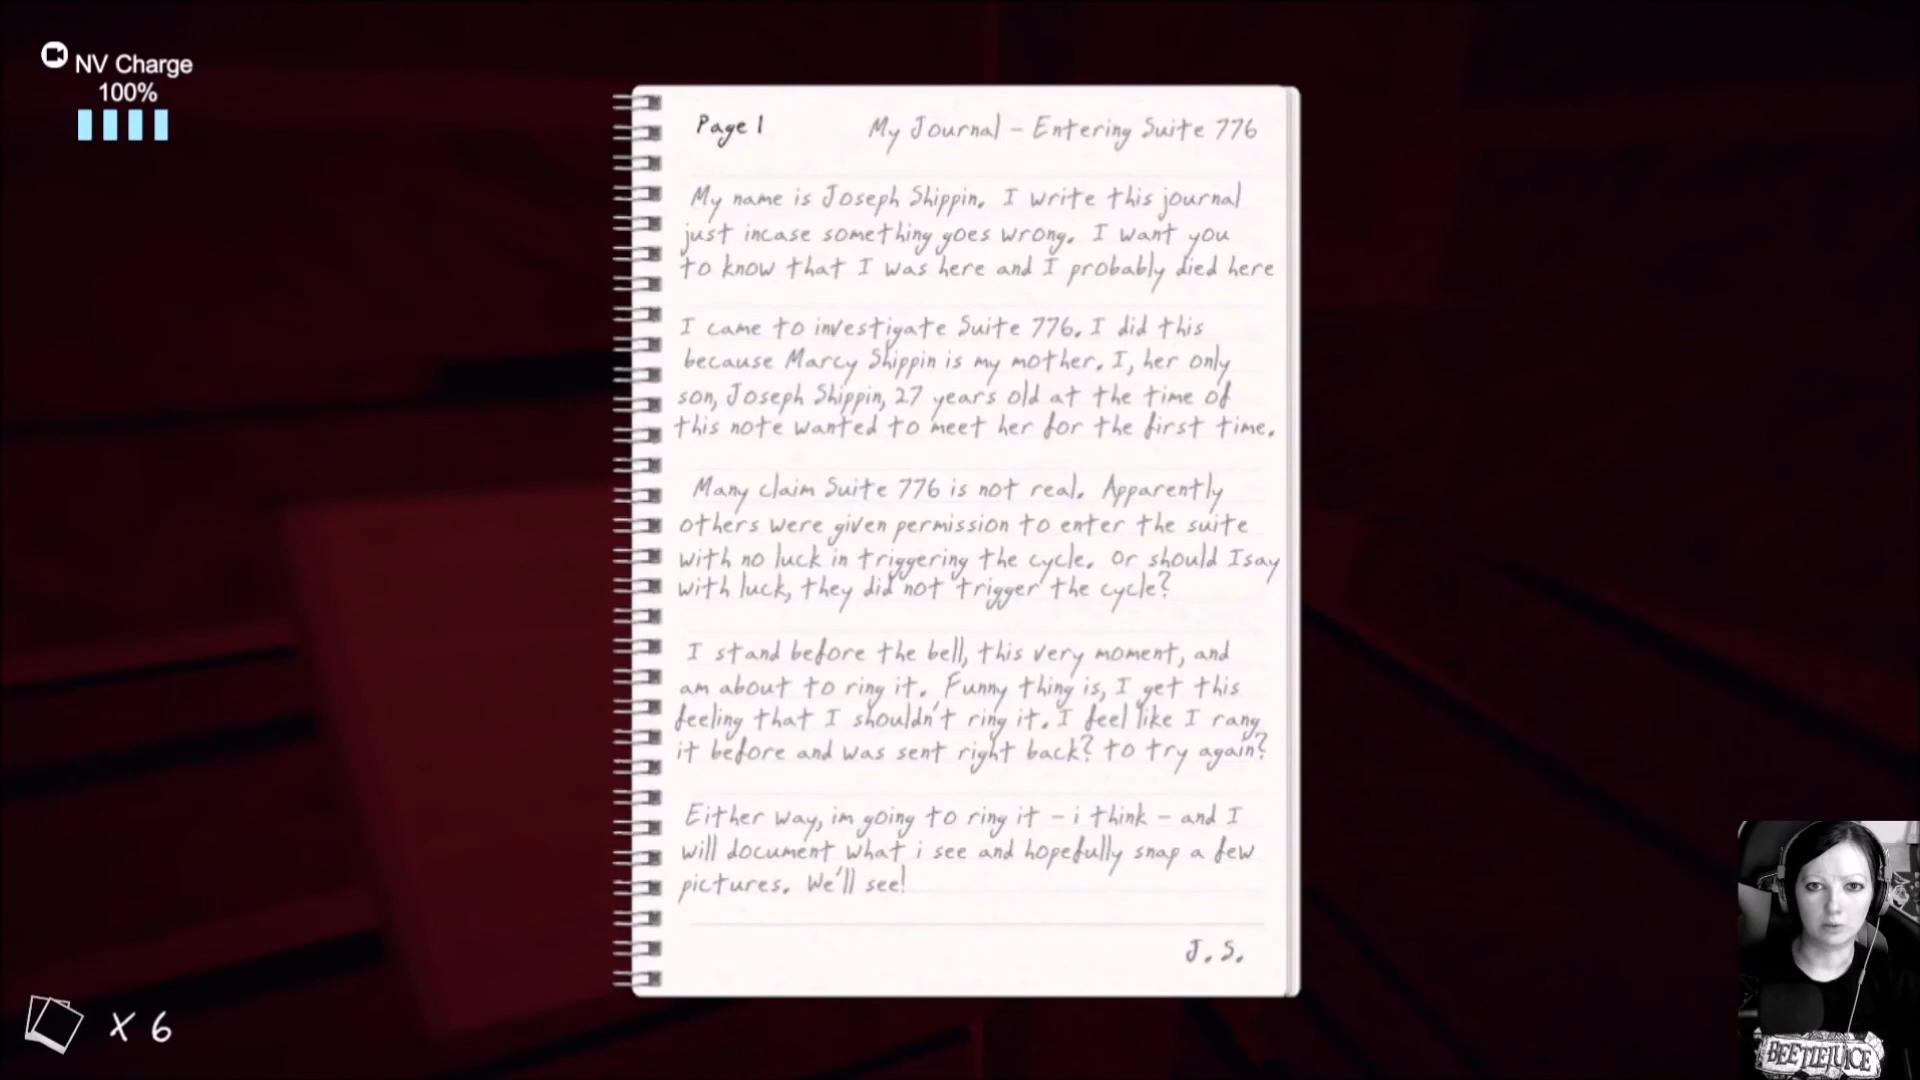 NV Charge
100%
Page 1
My Journal - Entering Suite 776
My name is Joseph Shippin. I write this journal
just incase something goes wrong. I want you
to know that I was here and I probably died here
I came to investigate Suite 776. I did this
because Marcy Shippin is my mother. I, her only
son, Joseph Shippin, 27 years old at the time of
this note wanted to meet her for the first time.
Many claim Suite 776 is not real. Apparently
others were given permission to enter the suite
with no luck in triggering the cycle. Or should I say
with luck, they did not trigger the cycle?
I stand before the bell, this very moment, and
am about to ring it. Funny thing is, I get this
feeling that I shouldn't ring it. I feel like I rang
it before and was sent right back? to try again?
Either way, im going to ring it - i think - and I
will document what i see and hopefully snap a few
pictures. We'll see!
J. S.
X 6
BEETLEJUICE